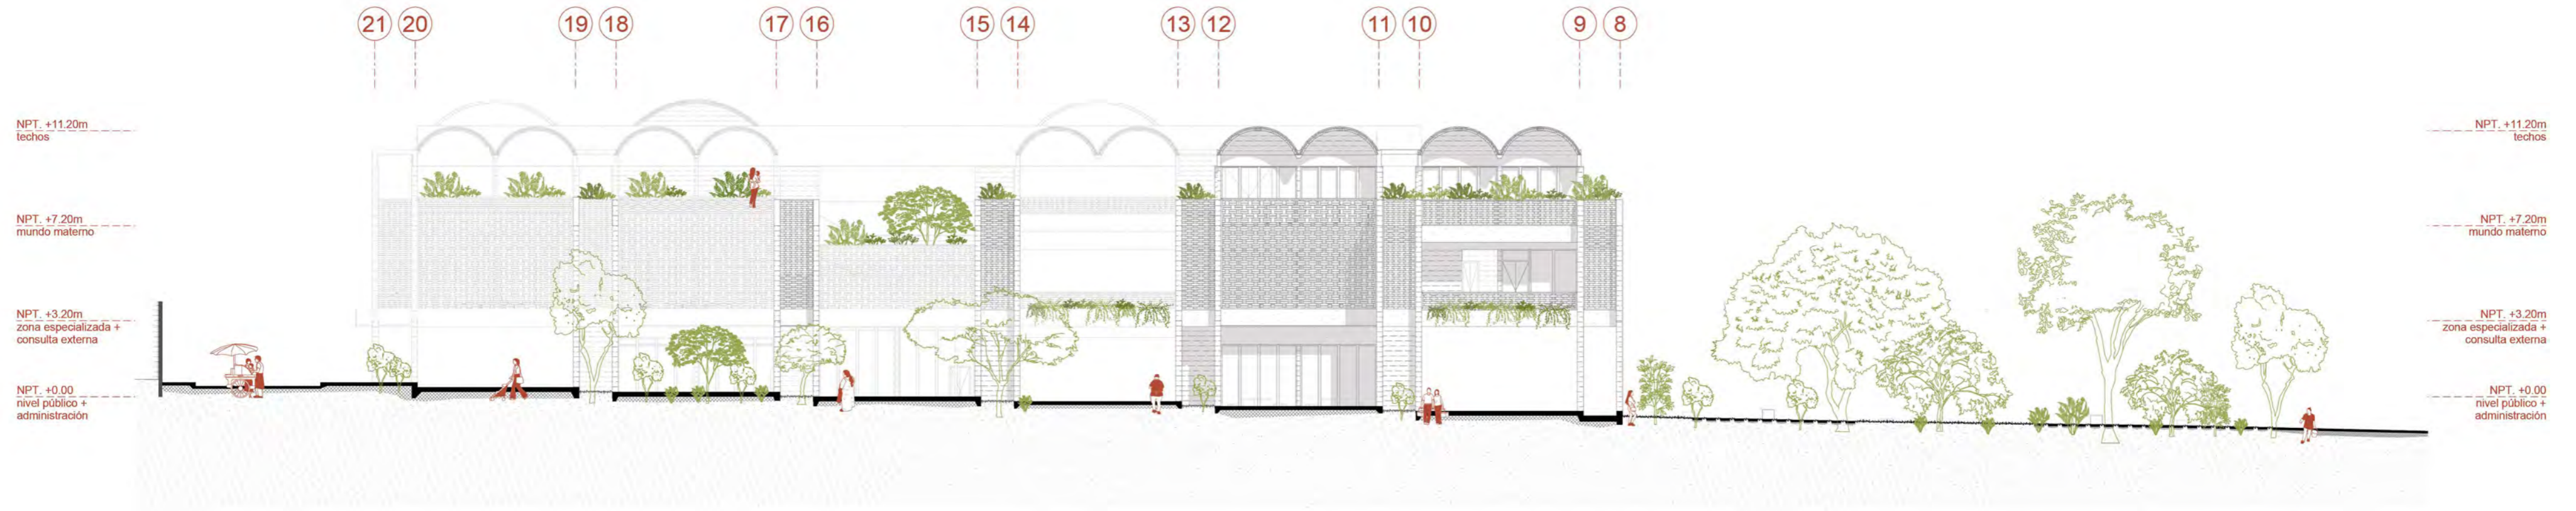 21 20 19 18 17 16 15 14 13 12 11 10 9 8
NPT. +11.20m
techos
NPT. +7.20m
mundo materno
NPT. +3.20m
zona especializada +
consulta externa
NPT. +0.00
nivel público +
administración
NPT. +11.20m
techos
NPT. +7.20m
mundo materno
NPT. +3.20m
zona especializada +
consulta externa
NPT. +0.00
nivel público +
administración